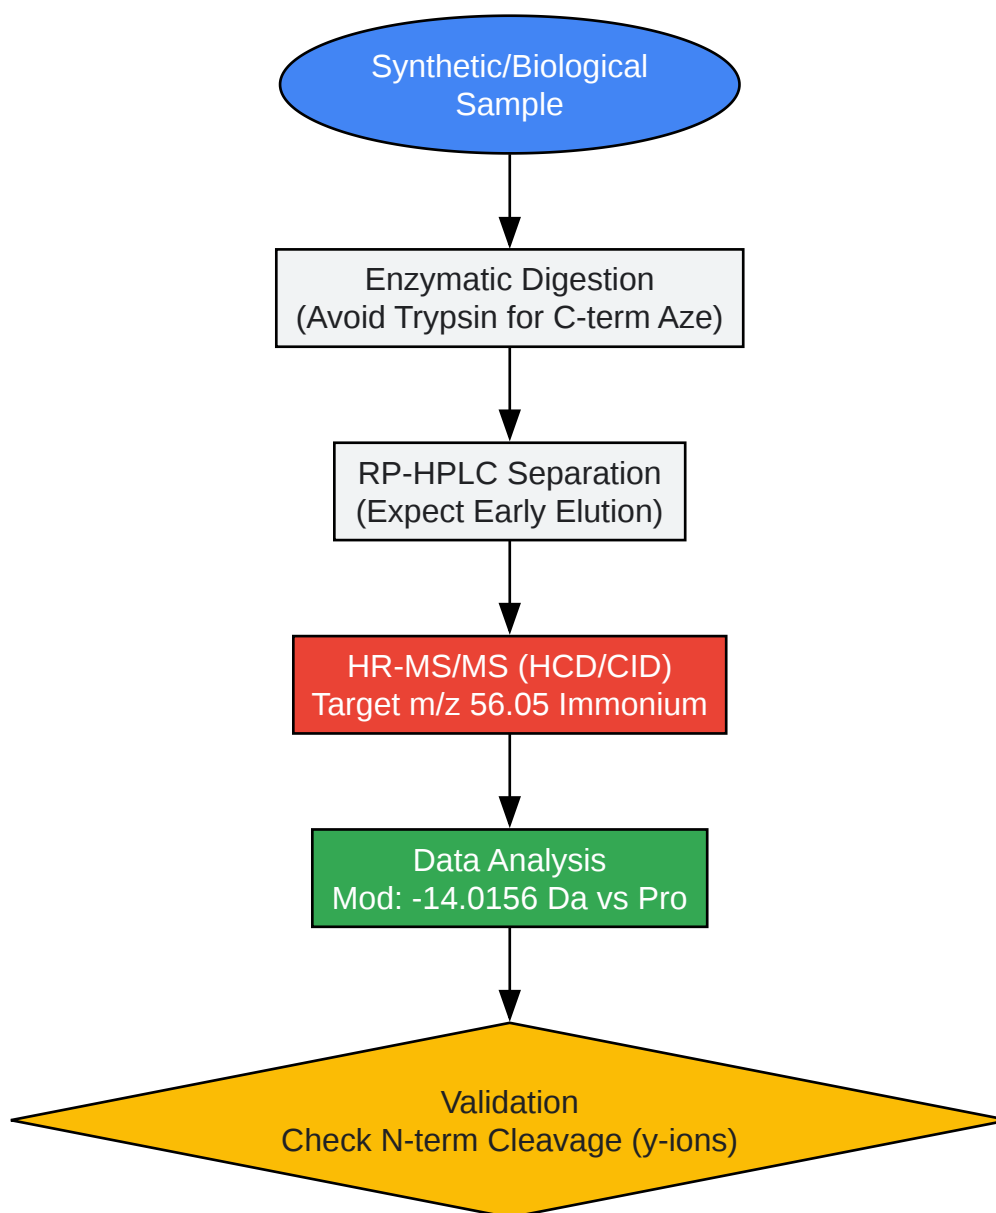 Synthetic/Biological
Sample
Enzymatic Digestion
(Avoid Trypsin for C-term Aze)
RP-HPLC Separation
(Expect Early Elution)
HR-MS/MS (HCD/CID)
Target m/z 56.05 Immonium
Data Analysis
Mod: -14.0156 Da vs Pro
Validation
Check N-term Cleavage (y-ions)